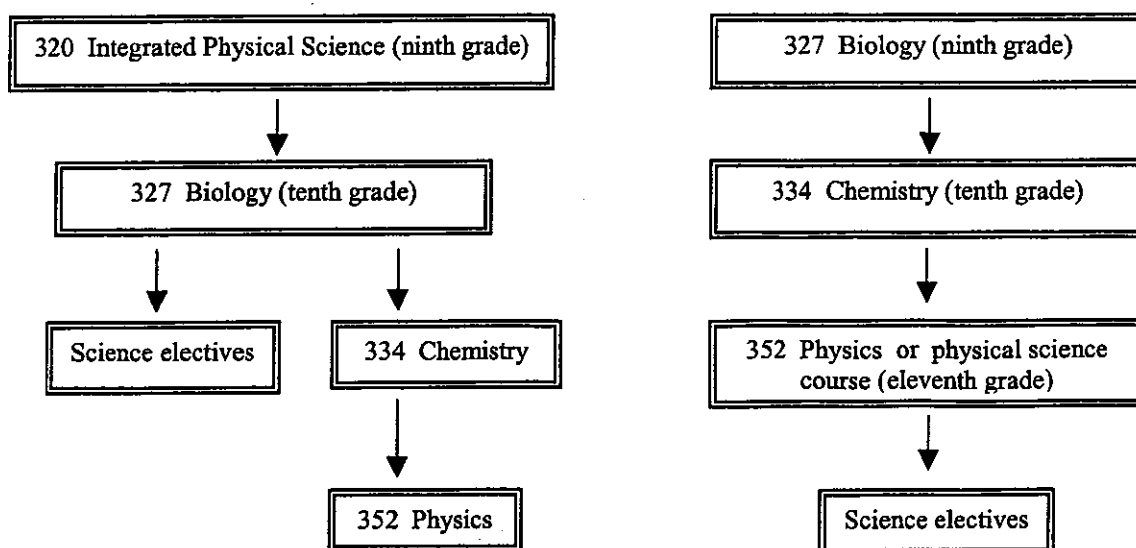 320 Integrated Physical Science (ninth grade)
327 Biology (tenth grade)
Science electives
334 Chemistry
352 Physics
327 Biology (ninth grade)
334 Chemistry (tenth grade)
352 Physics or physical science
course (eleventh grade)
Science electives